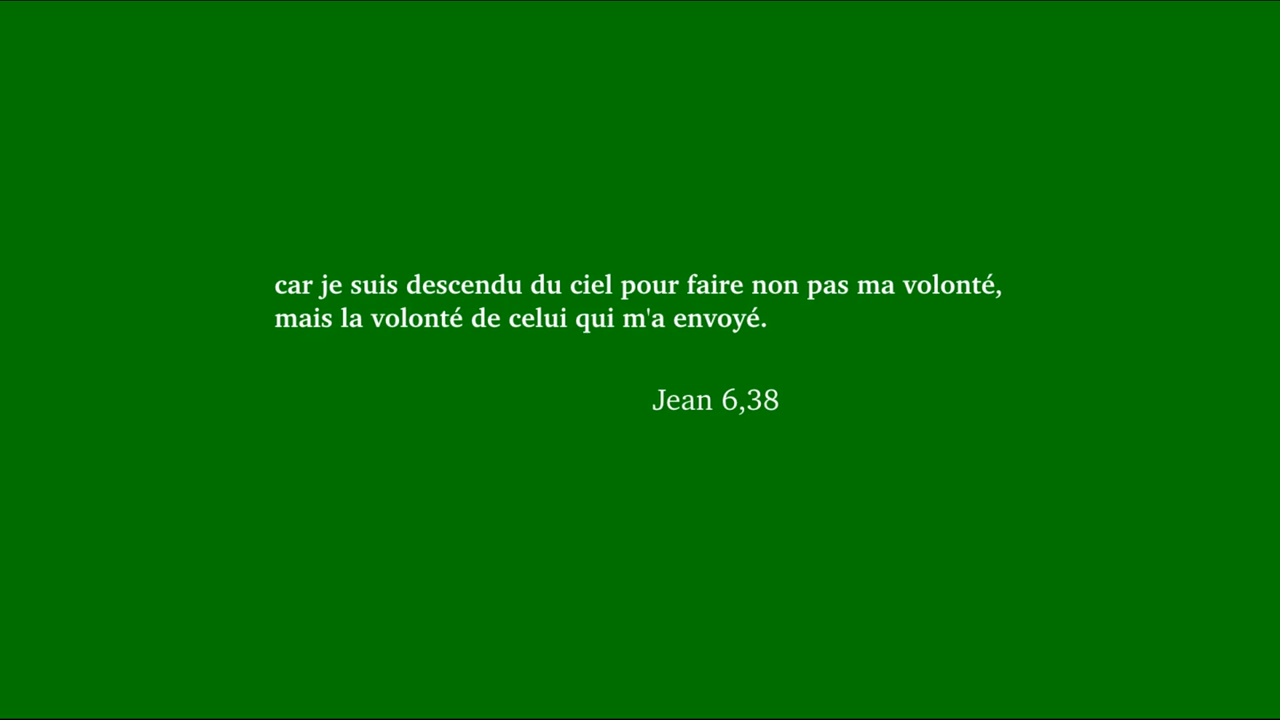 car je suis descendu du ciel pour faire non pas ma volonté,
mais la volonté de celui qui m'a envoyé.
Jean 6,38